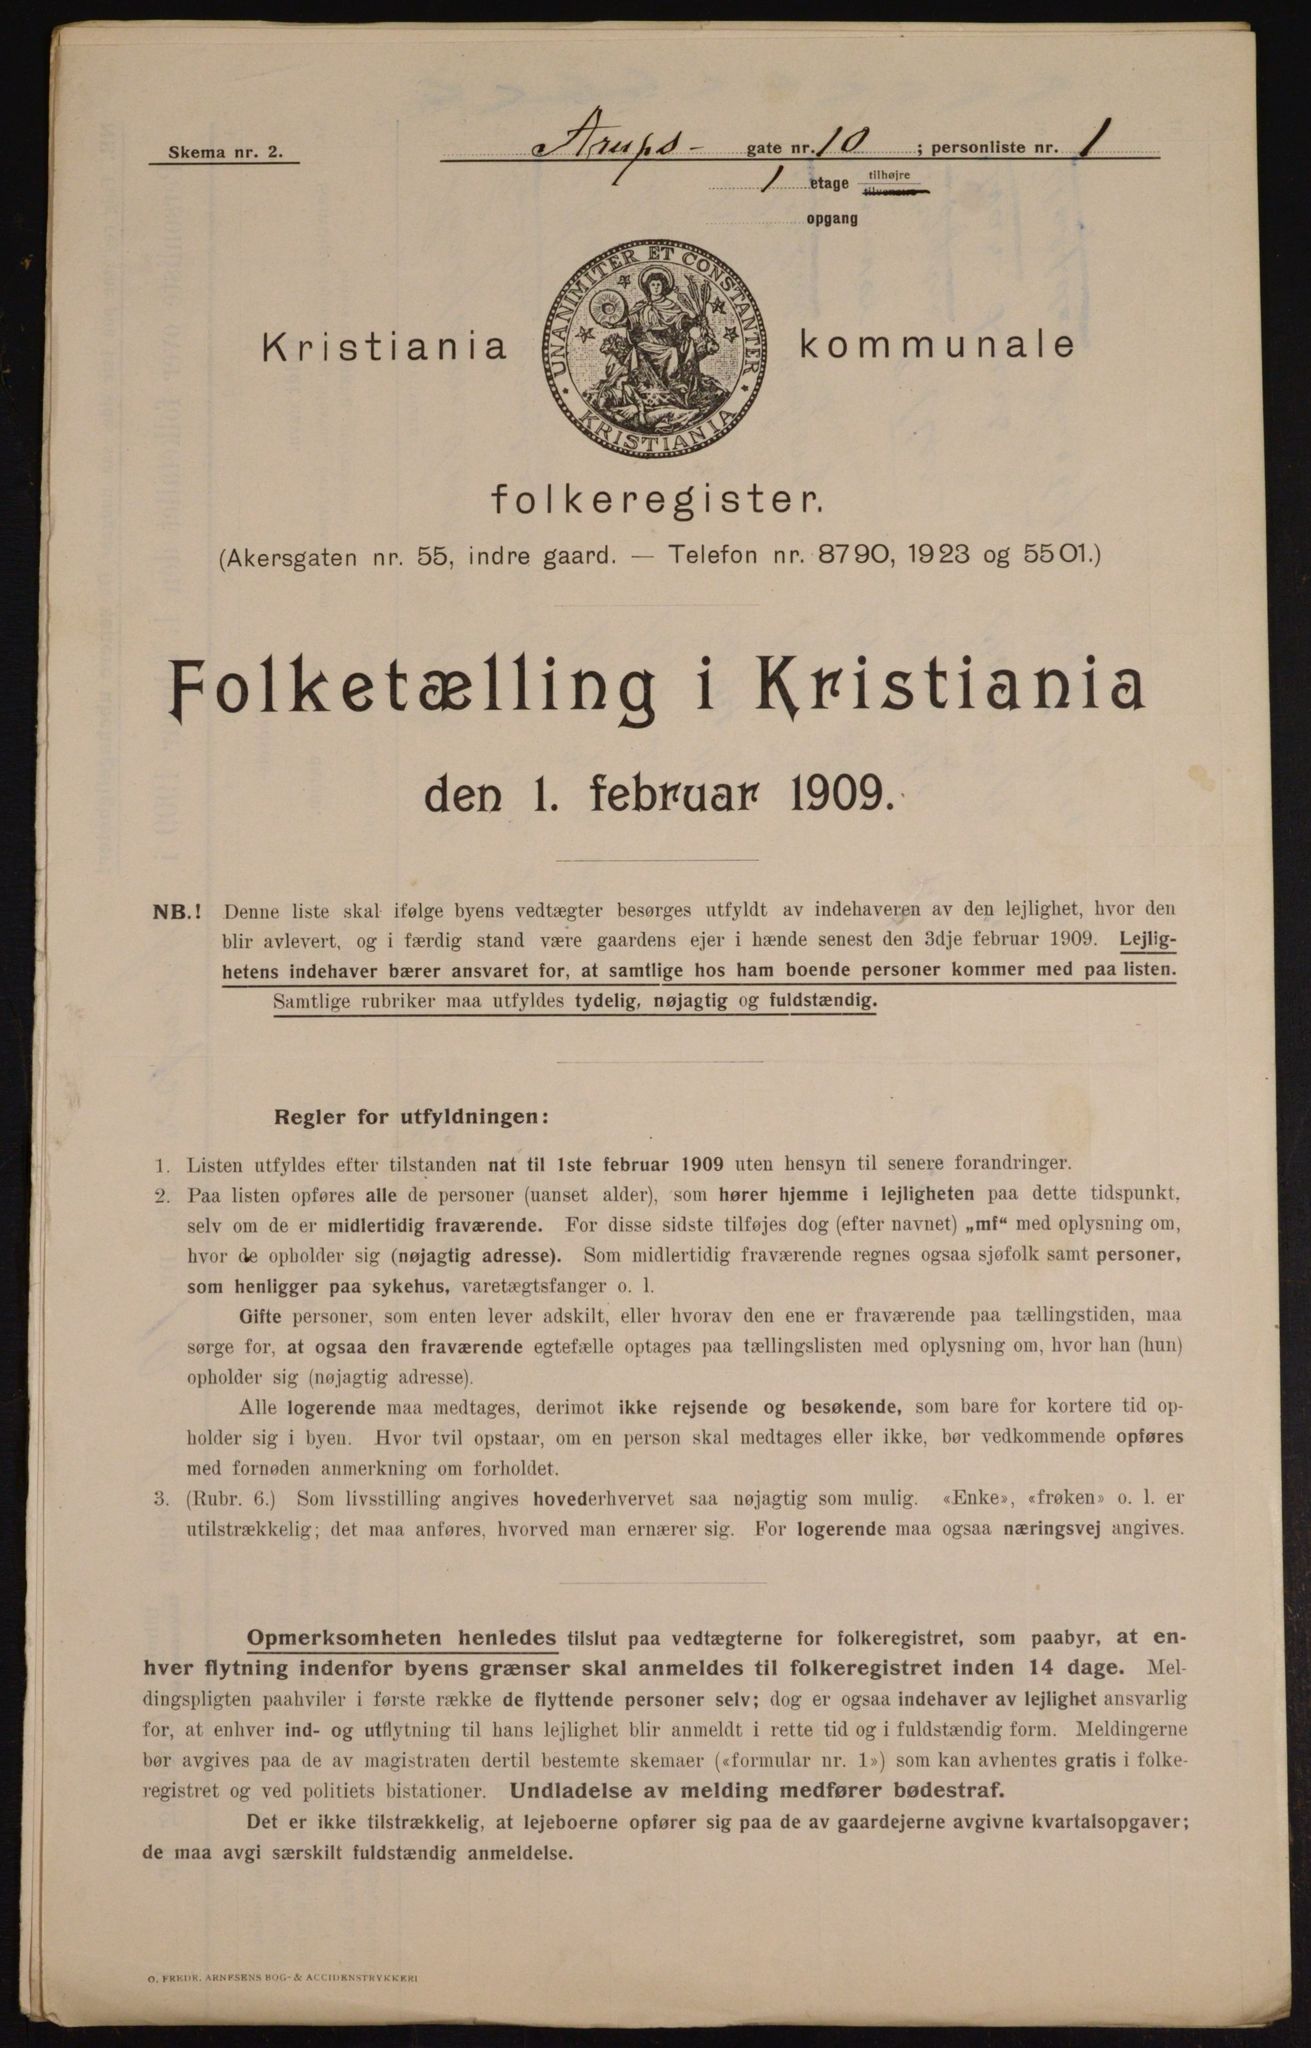 Skema nr. 2.
Arups- gate nr. 10 ; personliste nr. 1
1 etage tilhøjre
tilvenstre
opgang
UNANIMITER ET CONSTANTER
KRISTIANIA
Kristiania kommunale
folkeregister.
(Akersgaten nr. 55, indre gaard. — Telefon nr. 8790, 1923 og 5501.)
Folketælling i Kristiania
den 1. februar 1909.
NB.! Denne liste skal ifølge byens vedtægter besørges utfyldt av indehaveren av den lejlighet, hvor den
blir avlevert, og i færdig stand være gaardens ejer i hænde senest den 3dje februar 1909. Lejlig-
hetens indehaver bærer ansvaret for, at samtlige hos ham boende personer kommer med paa listen.
Samtlige rubriker maa utfyldes tydelig, nøjagtig og fuldstændig.
Regler for utfyldningen:
1. Listen utfyldes efter tilstanden nat til 1ste februar 1909 uten hensyn til senere forandringer.
2. Paa listen opføres alle de personer (uanset alder), som hører hjemme i lejligheten paa dette tidspunkt,
selv om de er midlertidig fraværende. For disse sidste tilføjes dog (efter navnet) „mf“ med oplysning om,
hvor de opholder sig (nøjagtig adresse). Som midlertidig fraværende regnes ogsaa sjøfolk samt personer,
som henligger paa sykehus, varetægtsfanger o. l.
Gifte personer, som enten lever adskilt, eller hvorav den ene er fraværende paa tællingstiden, maa
sørge for, at ogsaa den fraværende egtefælle optages paa tællingslisten med oplysning om, hvor han (hun)
opholder sig (nøjagtig adresse).
Alle logerende maa medtages, derimot ikke rejsende og besøkende, som bare for kortere tid op-
holder sig i byen. Hvor tvil opstaar, om en person skal medtages eller ikke, bør vedkommende opføres
med fornøden anmerkning om forholdet.
3. (Rubr. 6.) Som livsstilling angives hovederhvervet saa nøjagtig som mulig. «Enke», «frøken» o. l. er
utilstrækkelig; det maa anføres, hvorved man ernærer sig. For logerende maa ogsaa næringsvej angives.
Opmerksomheten henledes tilslut paa vedtægterne for folkeregistret, som paabyr, at en-
hver flytning indenfor byens grænser skal anmeldes til folkeregistret inden 14 dage. Mel-
dingspligten paahviler i første række de flyttende personer selv; dog er ogsaa indehaver av lejlighet ansvarlig
for, at enhver ind- og utflytning til hans lejlighet blir anmeldt i rette tid og i fuldstændig form. Meldingerne
bør avgives paa de av magistraten dertil bestemte skemaer («formular nr. 1») som kan avhentes gratis i folke-
registret og ved politiets bistationer. Undladelse av melding medfører bødestraf.
Det er ikke tilstrækkelig, at lejeboerne opfører sig paa de av gaardejerne avgivne kvartalsopgaver;
de maa avgi særskilt fuldstændig anmeldelse.
O. FREDR. ARNESENS BOG- & ACCIDENSTRYKKERI